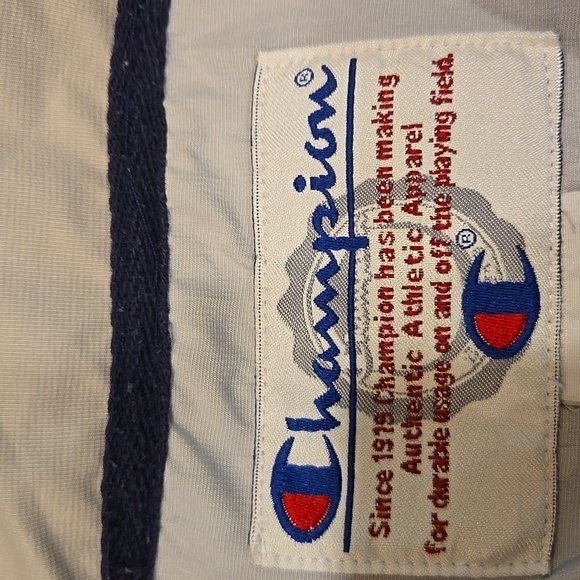 Champion®
Since 1919 Champion has been making
Authentic Athletic Apparel
for durable usage on and off the playing field.
®